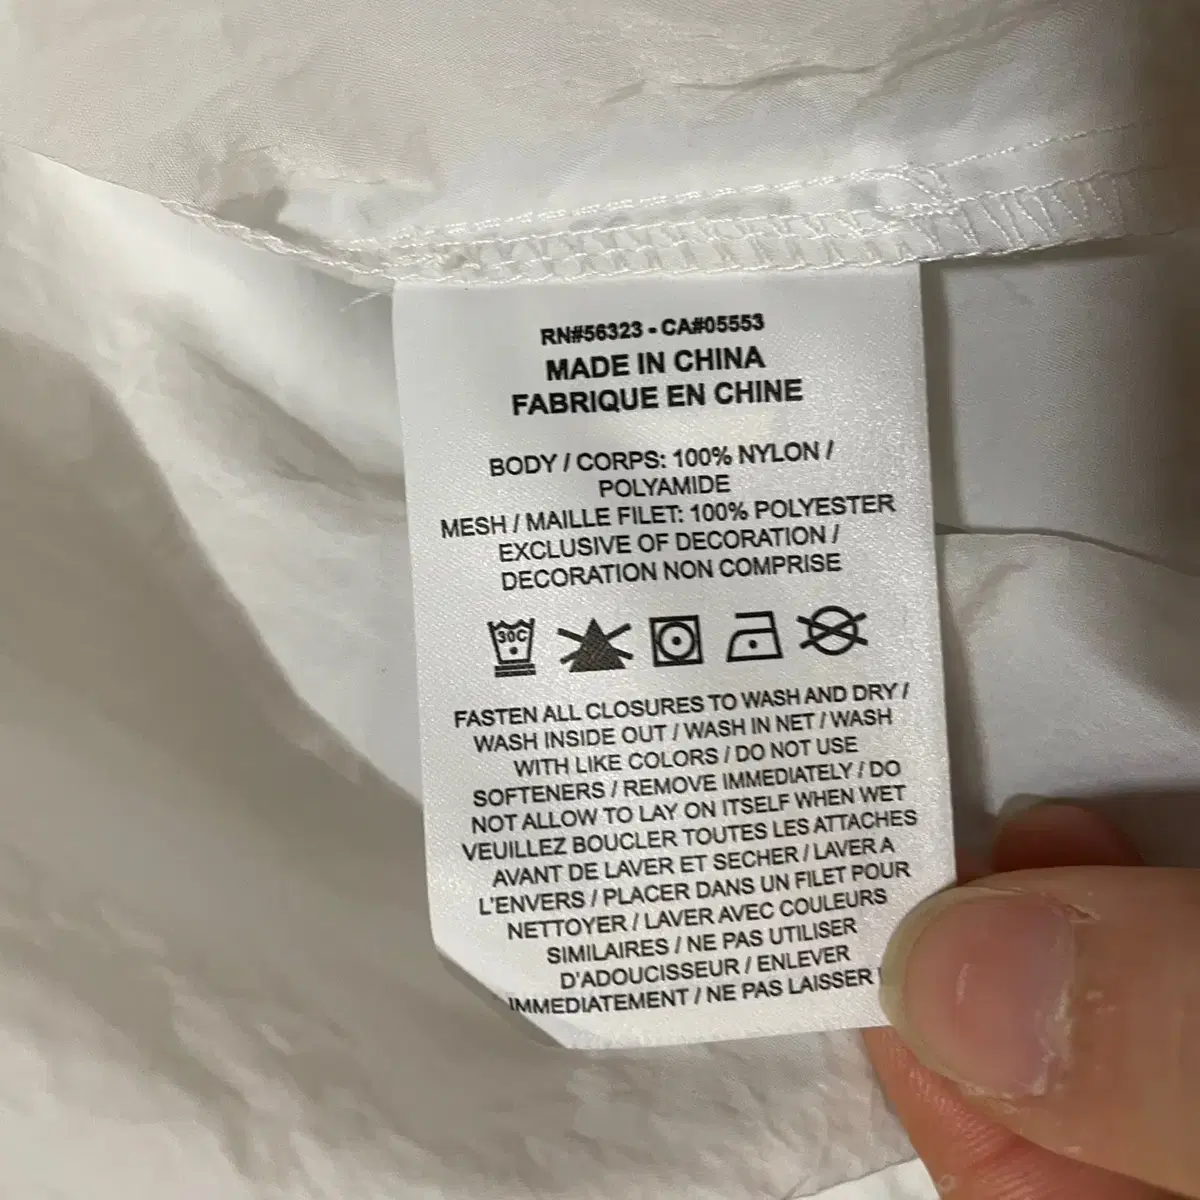 RN#56323 - CA#05553
MADE IN CHINA
FABRIQUE EN CHINE
BODY / CORPS: 100% NYLON /
POLYAMIDE
MESH / MAILLE FILET: 100% POLYESTER
EXCLUSIVE OF DECORATION /
DECORATION NON COMPRISE
30C
FASTEN ALL CLOSURES TO WASH AND DRY /
WASH INSIDE OUT / WASH IN NET / WASH
WITH LIKE COLORS / DO NOT USE
SOFTENERS / REMOVE IMMEDIATELY / DO
NOT ALLOW TO LAY ON ITSELF WHEN WET
VEUILLEZ BOUCLER TOUTES LES ATTACHES
AVANT DE LAVER ET SECHER / LAVER A
L'ENVERS / PLACER DANS UN FILET POUR
NETTOYER / LAVER AVEC COULEURS
SIMILAIRES / NE PAS UTILISER
D'ADOUCISSEUR / ENLEVER
IMMEDIATEMENT / NE PAS LAISSER